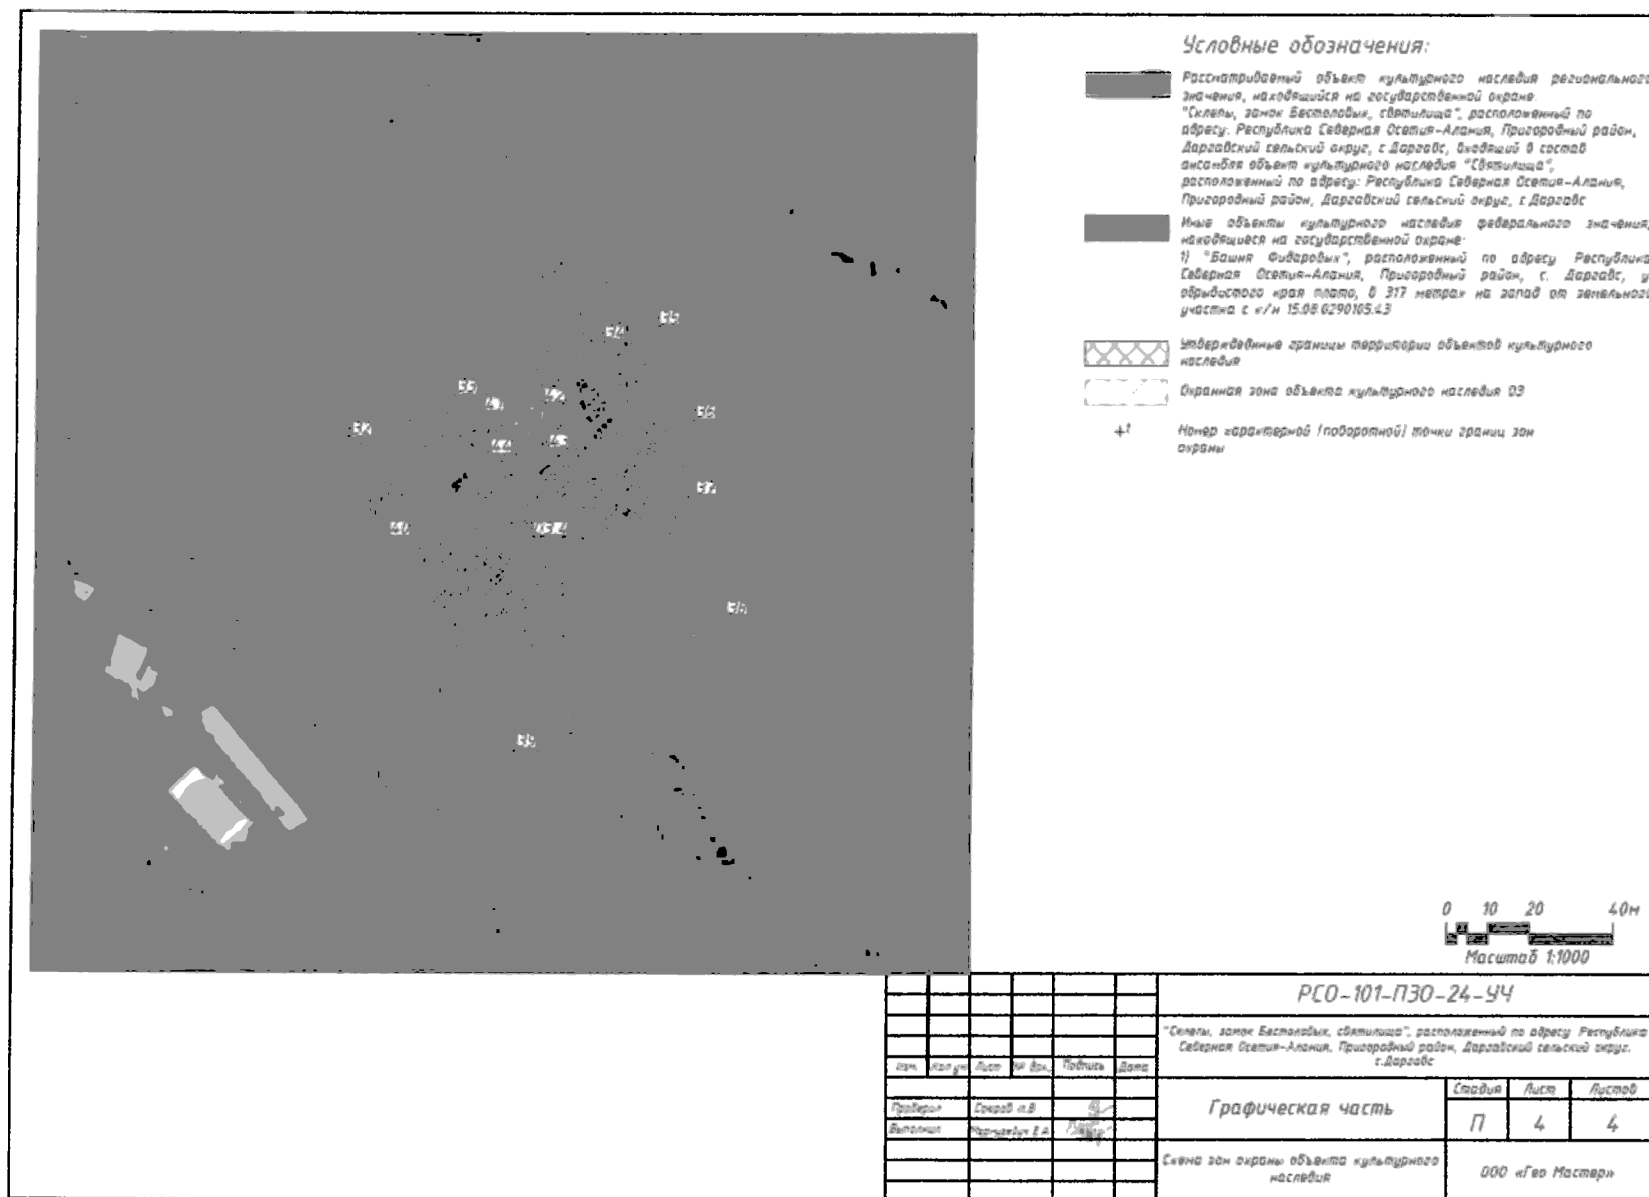 Условные обозначения:
Рассматриваемый объект культурного наследия регионального
значения, находящийся на государственной охране:
"Склепы, замок Бестоловых, святилища", расположенный по
адресу: Республика Северная Осетия-Алания, Пригородный район,
Даргавский сельский округ, с.Даргавс, входящий в состав
ансамбля объект культурного наследия "Святилища",
расположенный по адресу: Республика Северная Осетия-Алания,
Пригородный район, Даргавский сельский округ, с.Даргавс
Иные объекты культурного наследия федерального значения,
находящиеся на государственной охране:
1) "Башня Фидаровых", расположенный по адресу Республика
Северная Осетия-Алания, Пригородный район, с. Даргавс, у
обрывистого края плато, в 317 метрах на запад от земельного
участка с к/н 15:08:0290105:43
Утвержденные границы территории объектов культурного
наследия
Охранная зона объекта культурного наследия ОЗ
+1 Номер характерной (поворотной) точки границ зон
охраны
0 10 20 40м
Масштаб 1:1000
РСО-101-ПЗО-24-УЧ
"Склепы, замок Бестоловых, святилища", расположенный по адресу Республика
Северная Осетия-Алания, Пригородный район, Даргавский сельский округ,
с.Даргавс
Изм. Кол.уч Лист № док. Подпись Дата
Графическая часть
Стадия Лист Листов
П 4 4
Проверил
Выполнил
Схема зон охраны объекта культурного
наследия
ООО «Гео Мастер»